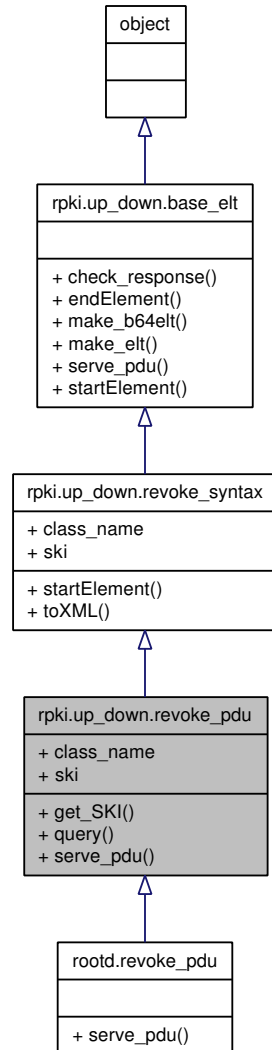 object
rpki.up_down.base_elt
+ check_response()
+ endElement()
+ make_b64elt()
+ make_elt()
+ serve_pdu()
+ startElement()
rpki.up_down.revoke_syntax
+ class_name
+ ski
+ startElement()
+ toXML()
rpki.up_down.revoke_pdu
+ class_name
+ ski
+ get_SKI()
+ query()
+ serve_pdu()
rootd.revoke_pdu
+ serve_pdu()